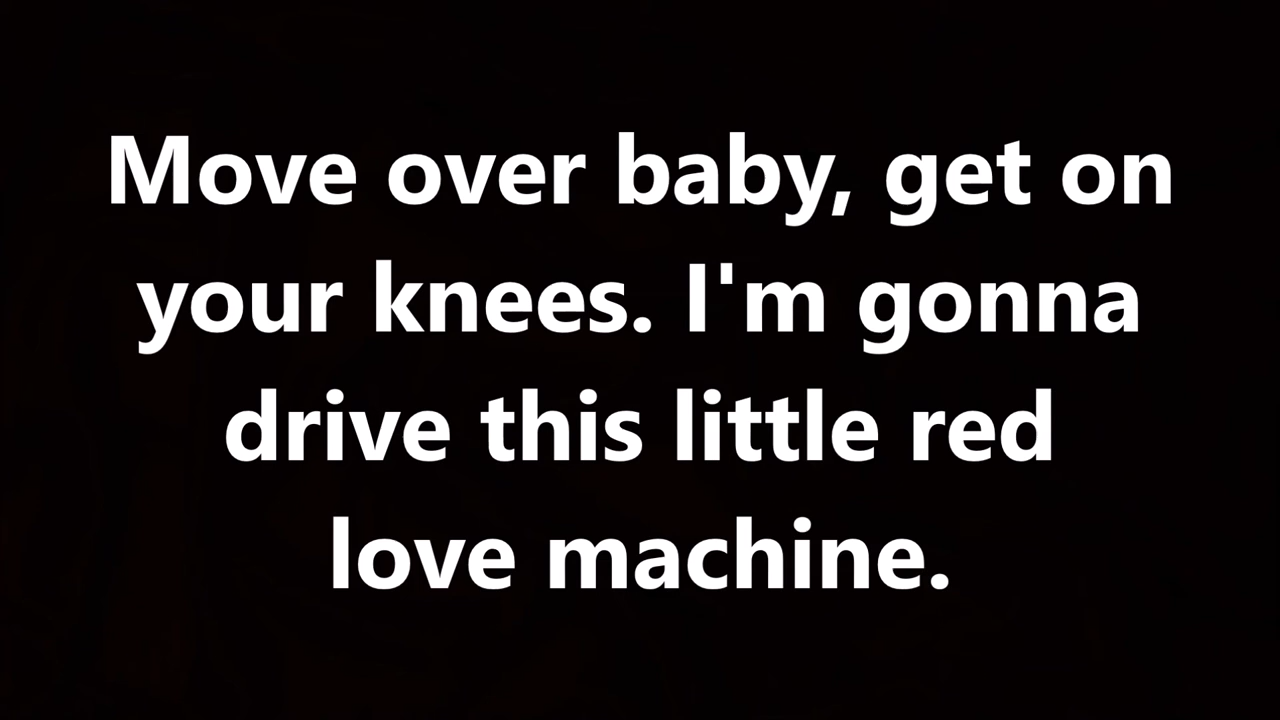 Move over baby, get on
your knees. I'm gonna
drive this little red
love machine.